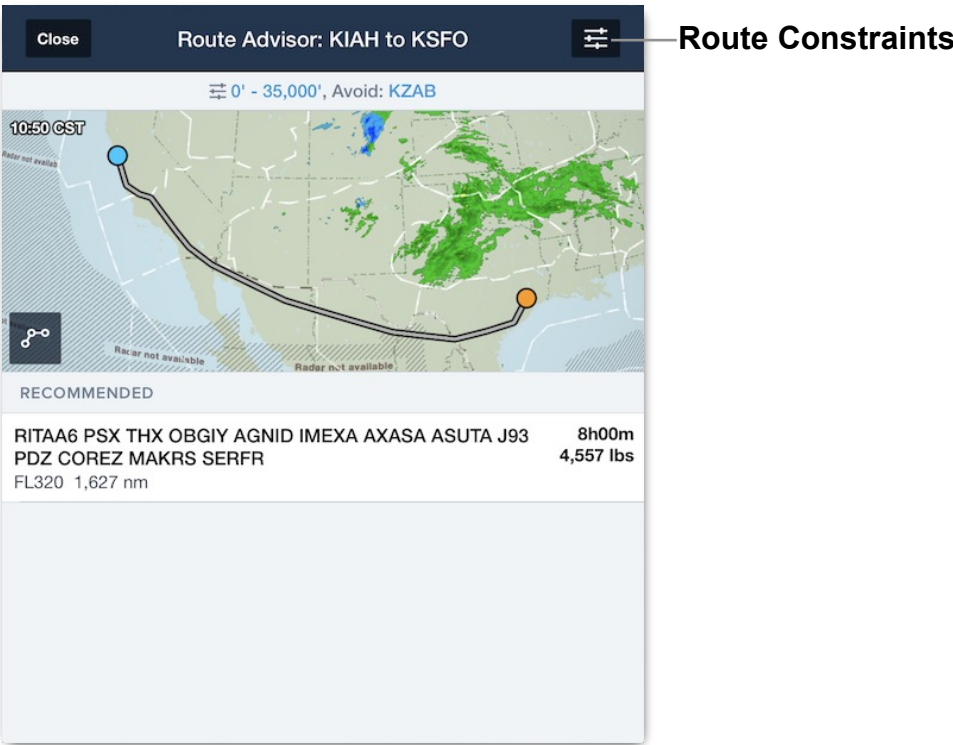 Close
Route Advisor: KIAH to KSFO
Route Constraints
0' - 35,000', Avoid: KZAB
10:50 CST
Radar not availab
Radar not available
Radar not available
RECOMMENDED
RITAA6 PSX THX OBGIY AGNID IMEXA AXASA ASUTA J93
8h00m
PDZ COREZ MAKRS SERFR
4,557 lbs
FL320 1,627 nm